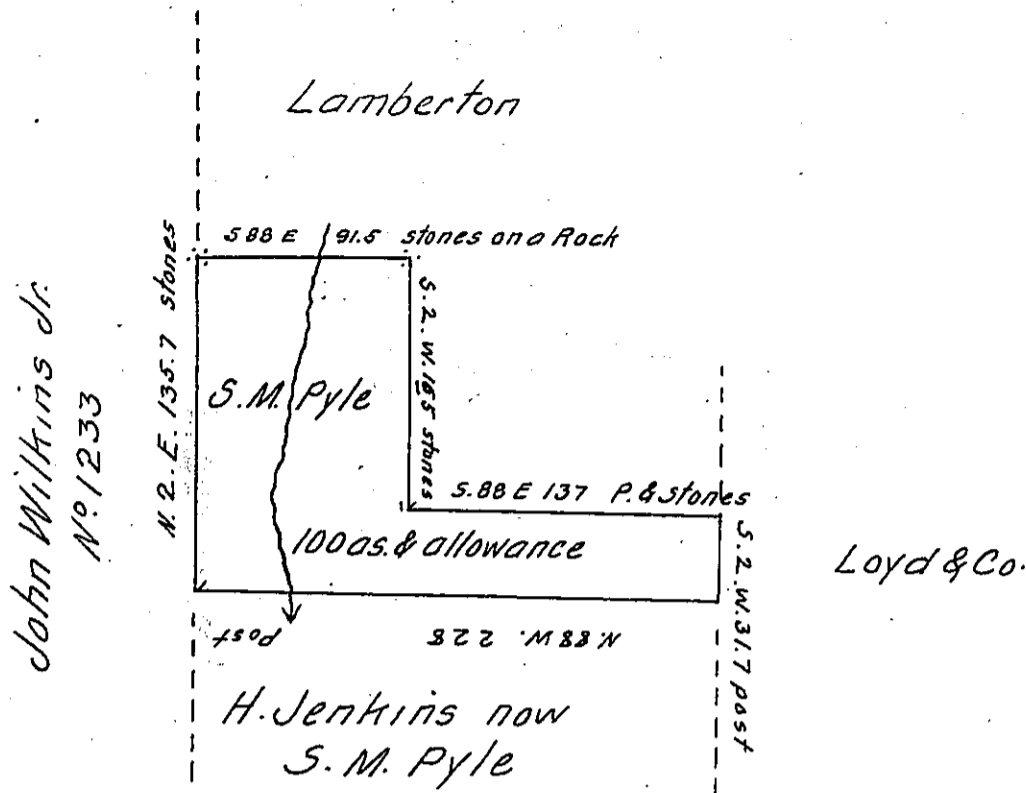 Lamberton
S 88 E 91.5 stones on a Rock
N. 2. E. 135.7 stones
John Wilkins Jr.
No 1233
S. 2. W. 105 stones
S.M. Pyle
S. 88 E 137 P. & stones
100 as. & allowance
Loyd & Co.
S. 2. W. 31.7 post
N. 88 W. 228
post
H. Jenkins now
S. M. Pyle